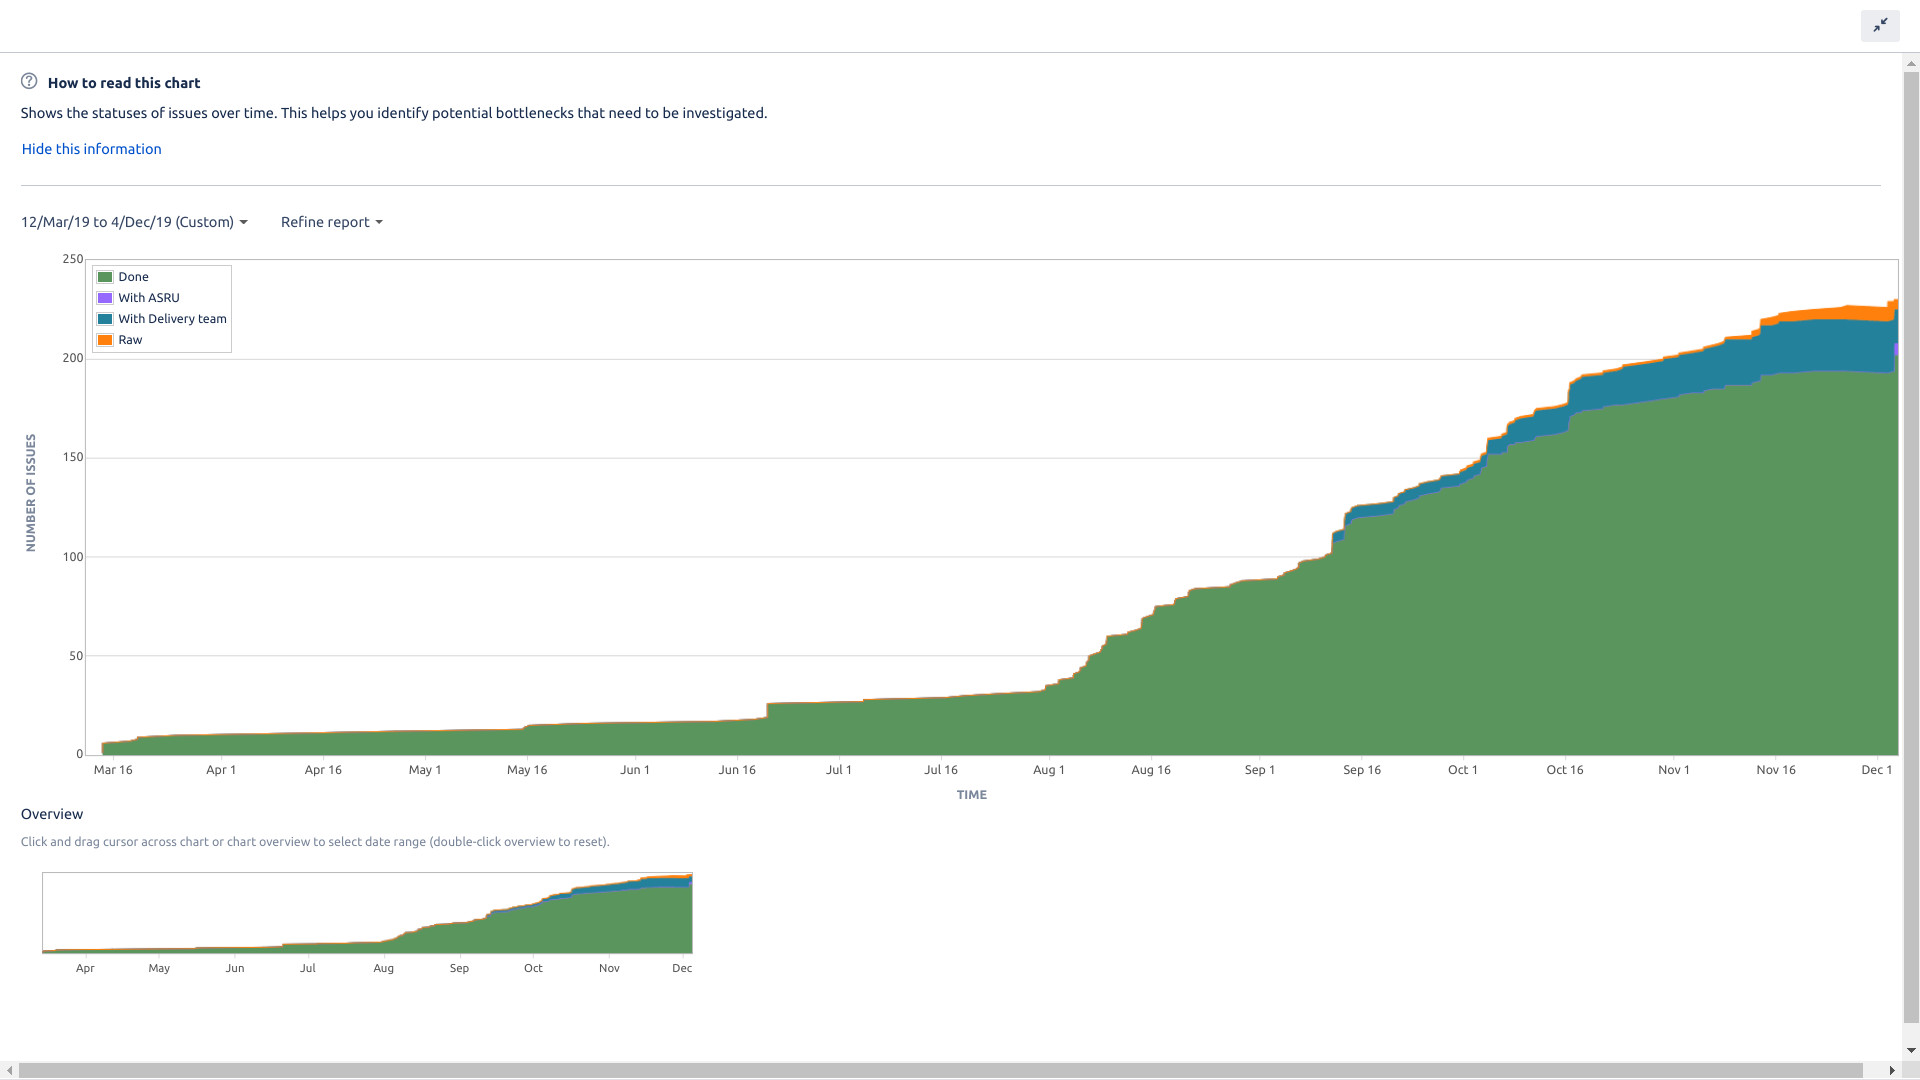 How to read this chart
Shows the statuses of issues over time. This helps you identify potential bottlenecks that need to be investigated.
Hide this information
12/Mar/19 to 4/Dec/19 (Custom) Refine report
250
200
150
100
50
0
NUMBER OF ISSUES
Done
With ASRU
With Delivery team
Raw
Mar 16 Apr 1 Apr 16 May 1 May 16 Jun 1 Jun 16 Jul 1 Jul 16 Aug 1 Aug 16 Sep 1 Sep 16 Oct 1 Oct 16 Nov 1 Nov 16 Dec 1
TIME
Overview
Click and drag cursor across chart or chart overview to select date range (double-click overview to reset).
Apr May Jun Jul Aug Sep Oct Nov Dec